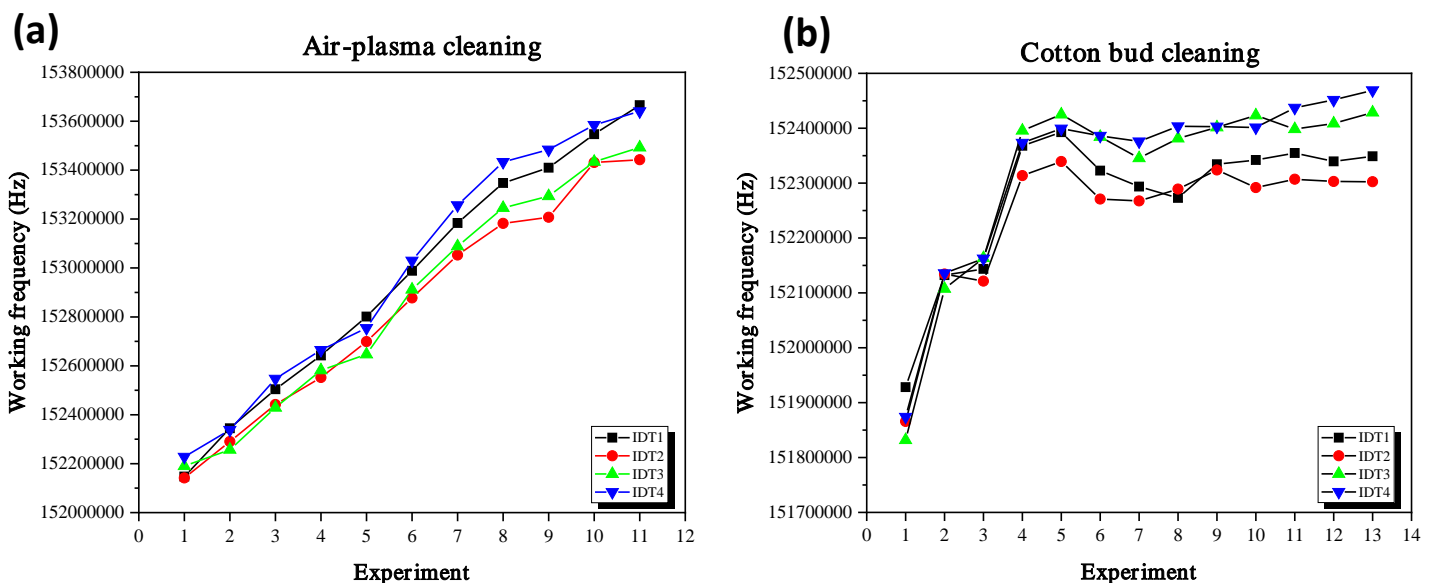 (a)
Air-plasma cleaning
153800000
153600000
153400000
153200000
153000000
152800000
152600000
152400000
152200000
152000000
Working frequency (Hz)
0 1 2 3 4 5 6 7 8 9 10 11 12
Experiment
IDT1
IDT2
IDT3
IDT4
(b)
Cotton bud cleaning
152500000
152400000
152300000
152200000
152100000
152000000
151900000
151800000
151700000
Working frequency (Hz)
0 1 2 3 4 5 6 7 8 9 10 11 12 13 14
Experiment
IDT1
IDT2
IDT3
IDT4